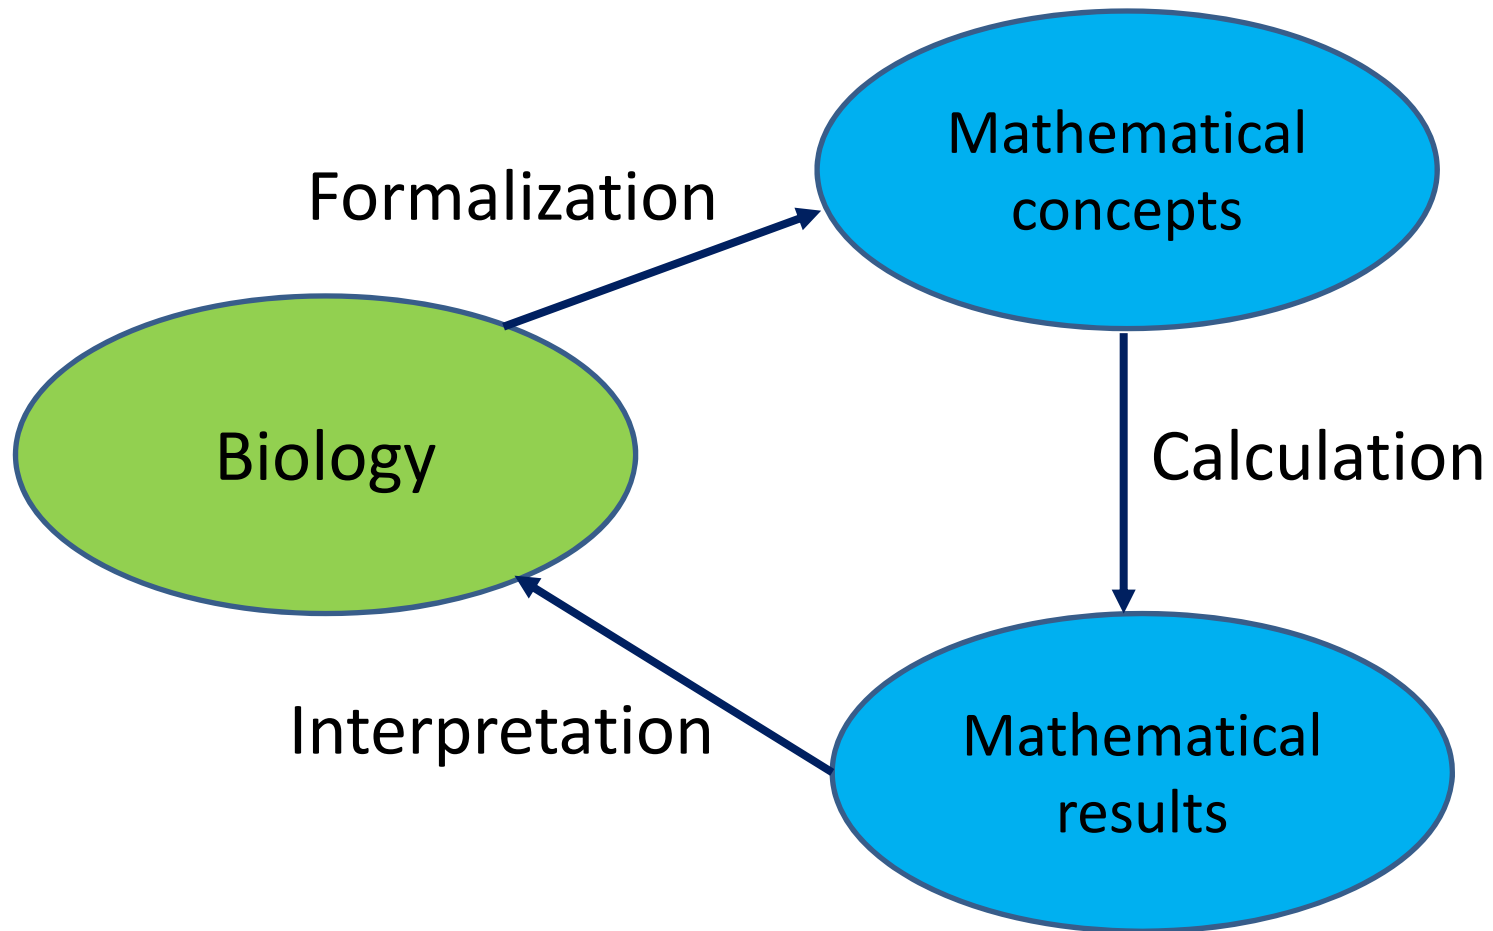 Mathematical
concepts
Formalization
Biology
Calculation
Interpretation
Mathematical
results